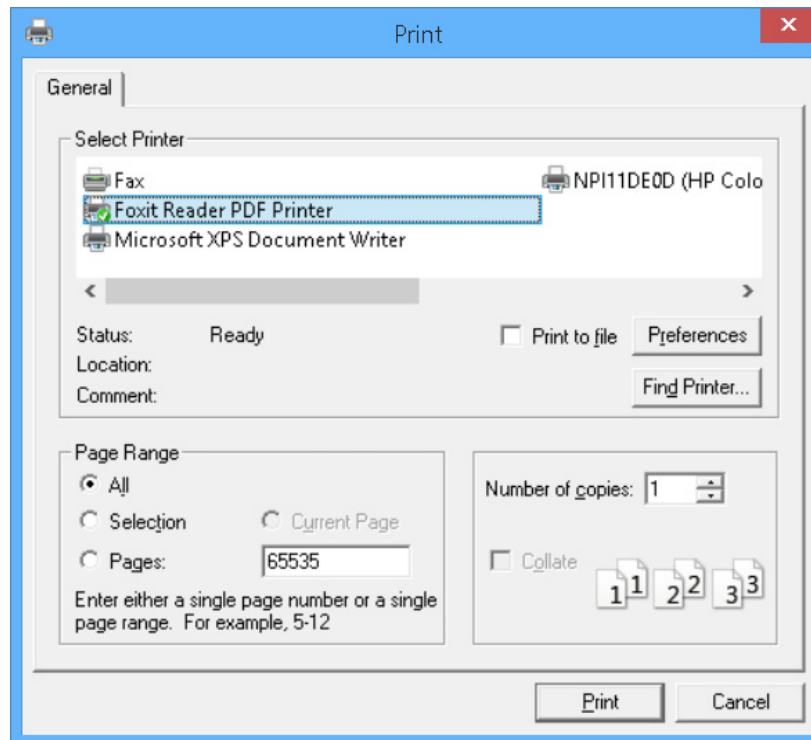 Print
General
Select Printer
Fax
NPI11DE0D (HP Colo
Foxit Reader PDF Printer
Microsoft XPS Document Writer
Status: Ready
Print to file
Preferences
Location:
Comment:
Find Printer...
Page Range
All
Selection
Current Page
Pages: 65535
Enter either a single page number or a single
page range. For example, 5-12
Number of copies: 1
Collate
1 1 2 2 3 3
Print
Cancel